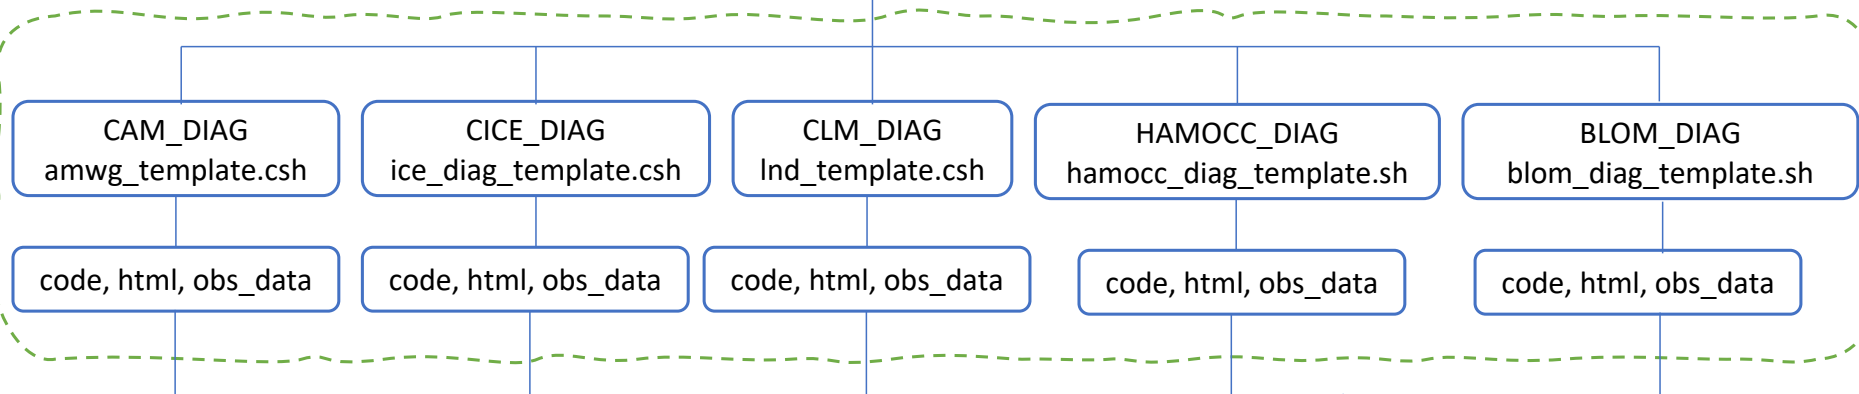 CAM_DIAG
amwg_template.csh
CICE_DIAG
ice_diag_template.csh
CLM_DIAG
lnd_template.csh
HAMOCC_DIAG
hamocc_diag_template.sh
BLOM_DIAG
blom_diag_template.sh
code, html, obs_data
code, html, obs_data
code, html, obs_data
code, html, obs_data
code, html, obs_data